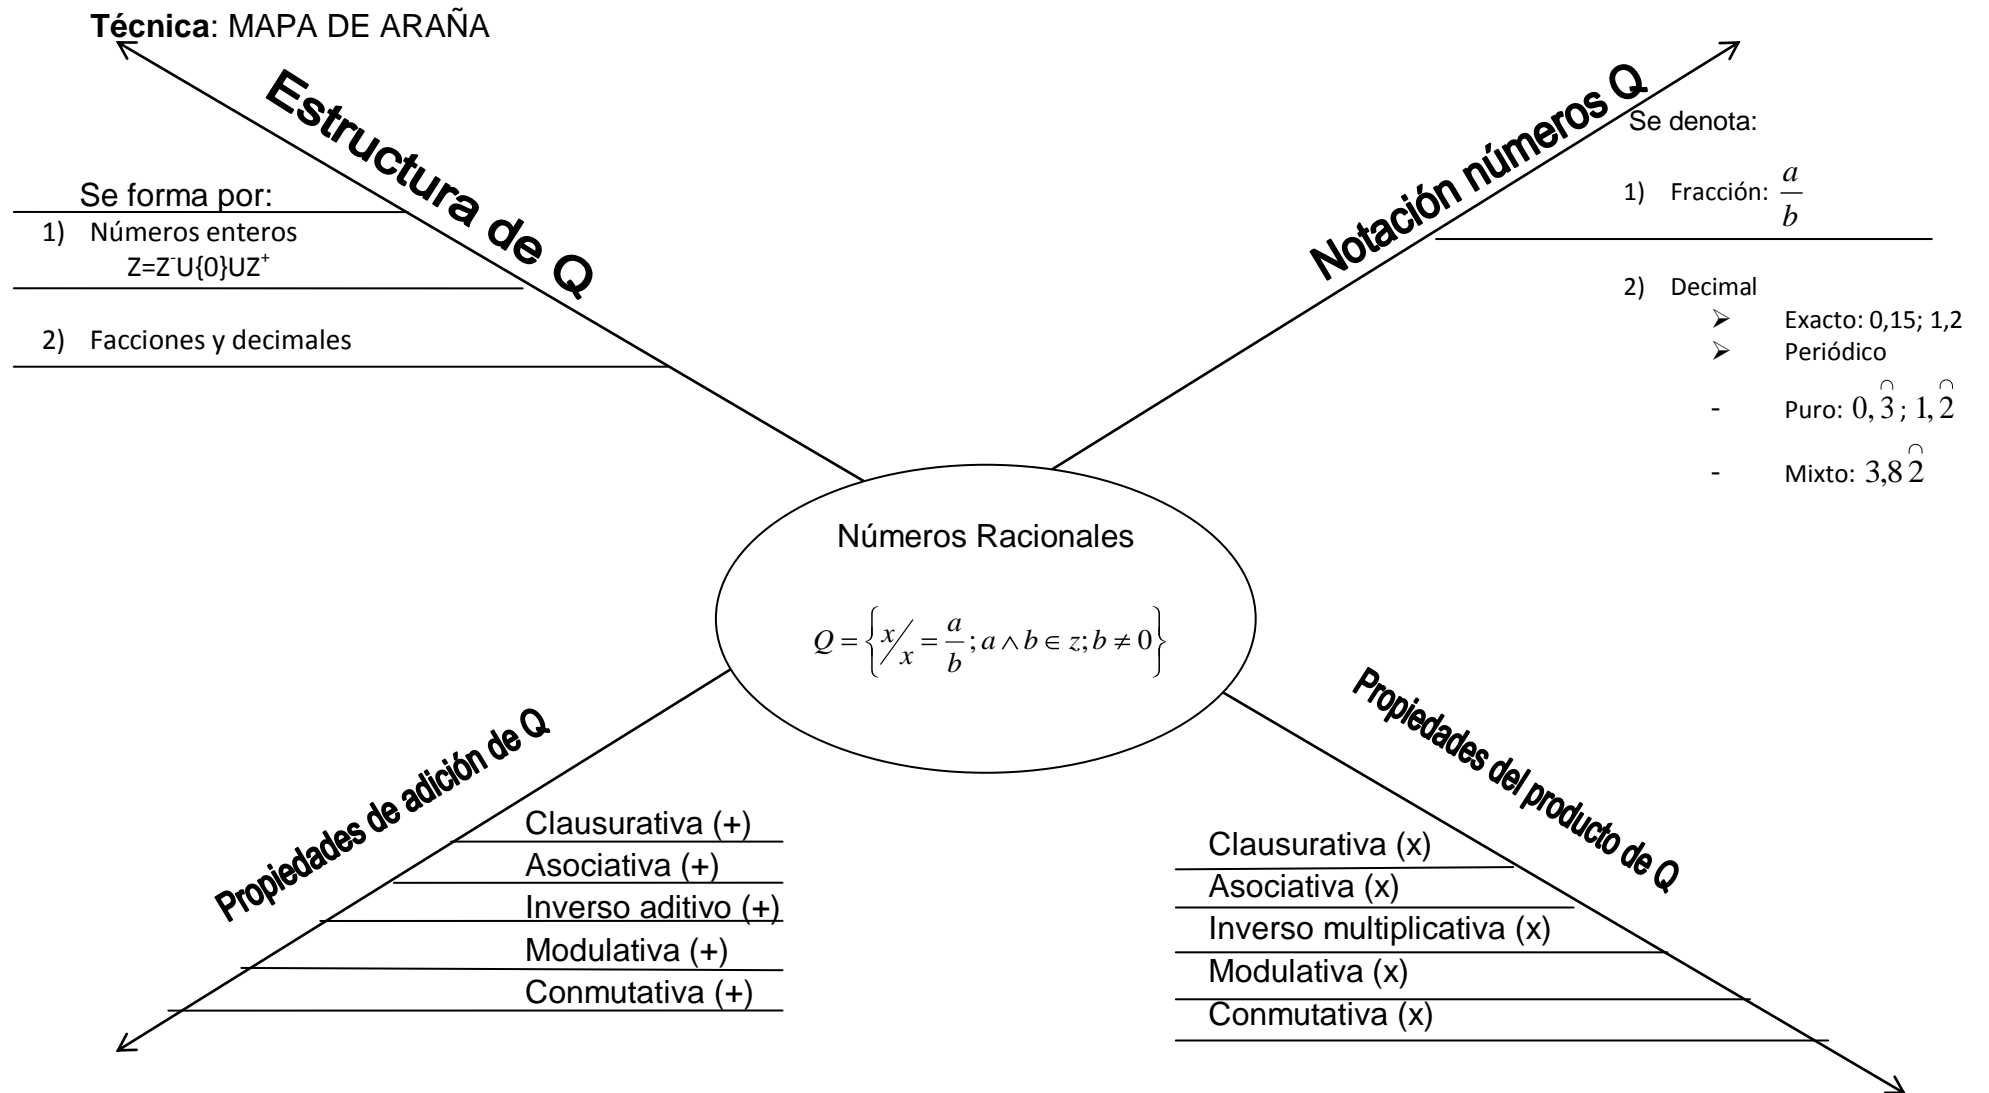 Técnica: MAPA DE ARAÑA
Estructura de Q
Se forma por:
1) Números enteros
Z=Z⁻U{0}UZ⁺
2) Facciones y decimales
Notación números Q
Se denota:
1) Fracción: a/b
2) Decimal
➢ Exacto: 0,15; 1,2
➢ Periódico
- Puro: 0,3̑ ; 1,2̑
- Mixto: 3,8 2̑
Números Racionales
Q = {x/x = a/b ; a ∧ b ∈ z; b ≠ 0}
Propiedades de adición de Q
Clausurativa (+)
Asociativa (+)
Inverso aditivo (+)
Modulativa (+)
Conmutativa (+)
Propiedades del producto de Q
Clausurativa (x)
Asociativa (x)
Inverso multiplicativa (x)
Modulativa (x)
Conmutativa (x)